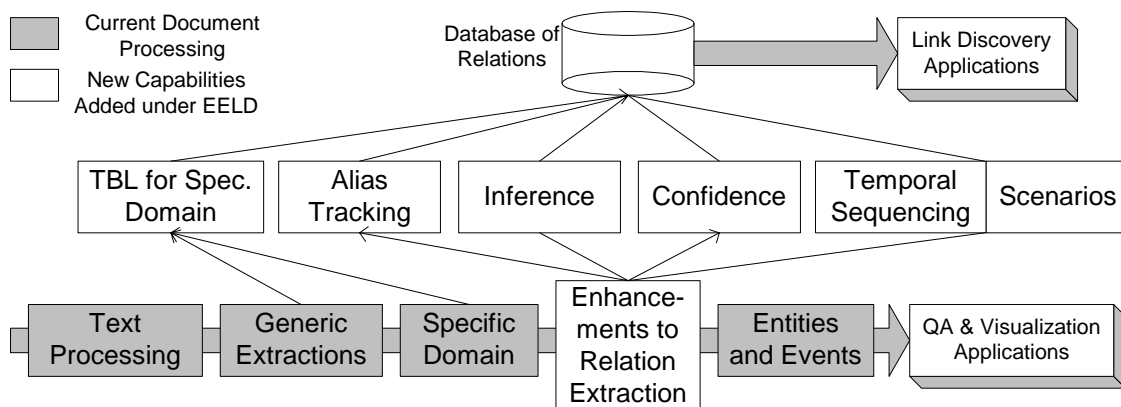 Current Document
Processing
New Capabilities
Added under EELD
Database of
Relations
Link Discovery
Applications
TBL for Spec.
Domain
Alias
Tracking
Inference
Confidence
Temporal
Sequencing
Scenarios
Text
Processing
Generic
Extractions
Specific
Domain
Enhance-
ments to
Relation
Extraction
Entities
and Events
QA & Visualization
Applications